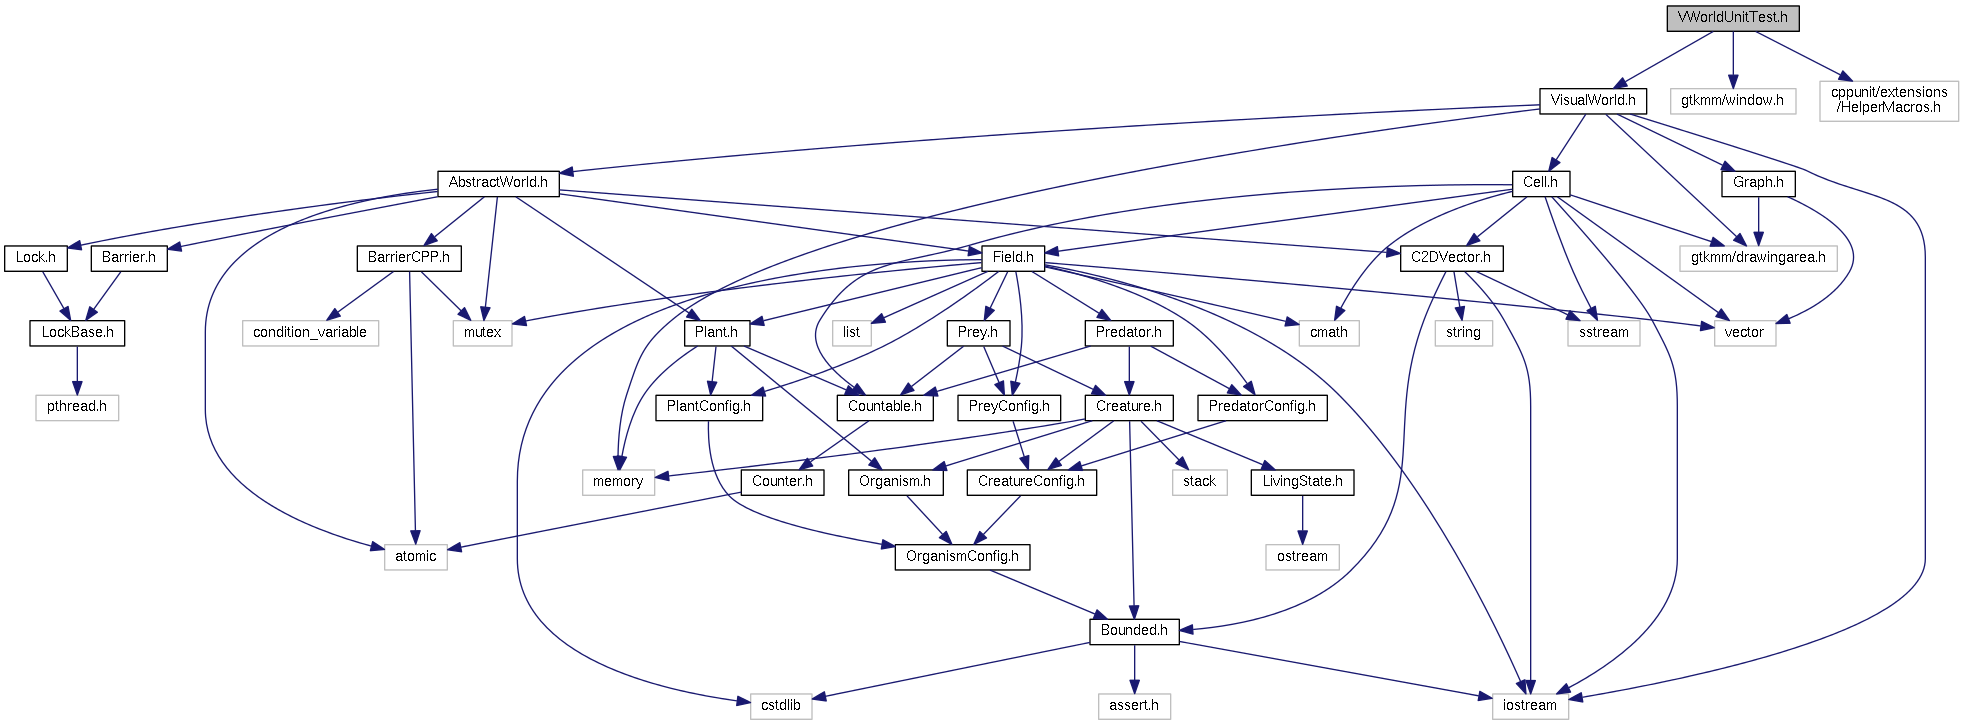 VWorldUnitTest.h
VisualWorld.h
gtkmm/window.h
cppunit/extensions
/HelperMacros.h
AbstractWorld.h
Cell.h
Graph.h
Lock.h
Barrier.h
BarrierCPP.h
Field.h
C2DVector.h
gtkmm/drawingarea.h
LockBase.h
condition_variable
mutex
Plant.h
list
Prey.h
Predator.h
cmath
string
sstream
vector
pthread.h
PlantConfig.h
Countable.h
PreyConfig.h
Creature.h
PredatorConfig.h
memory
Counter.h
Organism.h
CreatureConfig.h
stack
LivingState.h
atomic
OrganismConfig.h
ostream
Bounded.h
cstdlib
assert.h
iostream